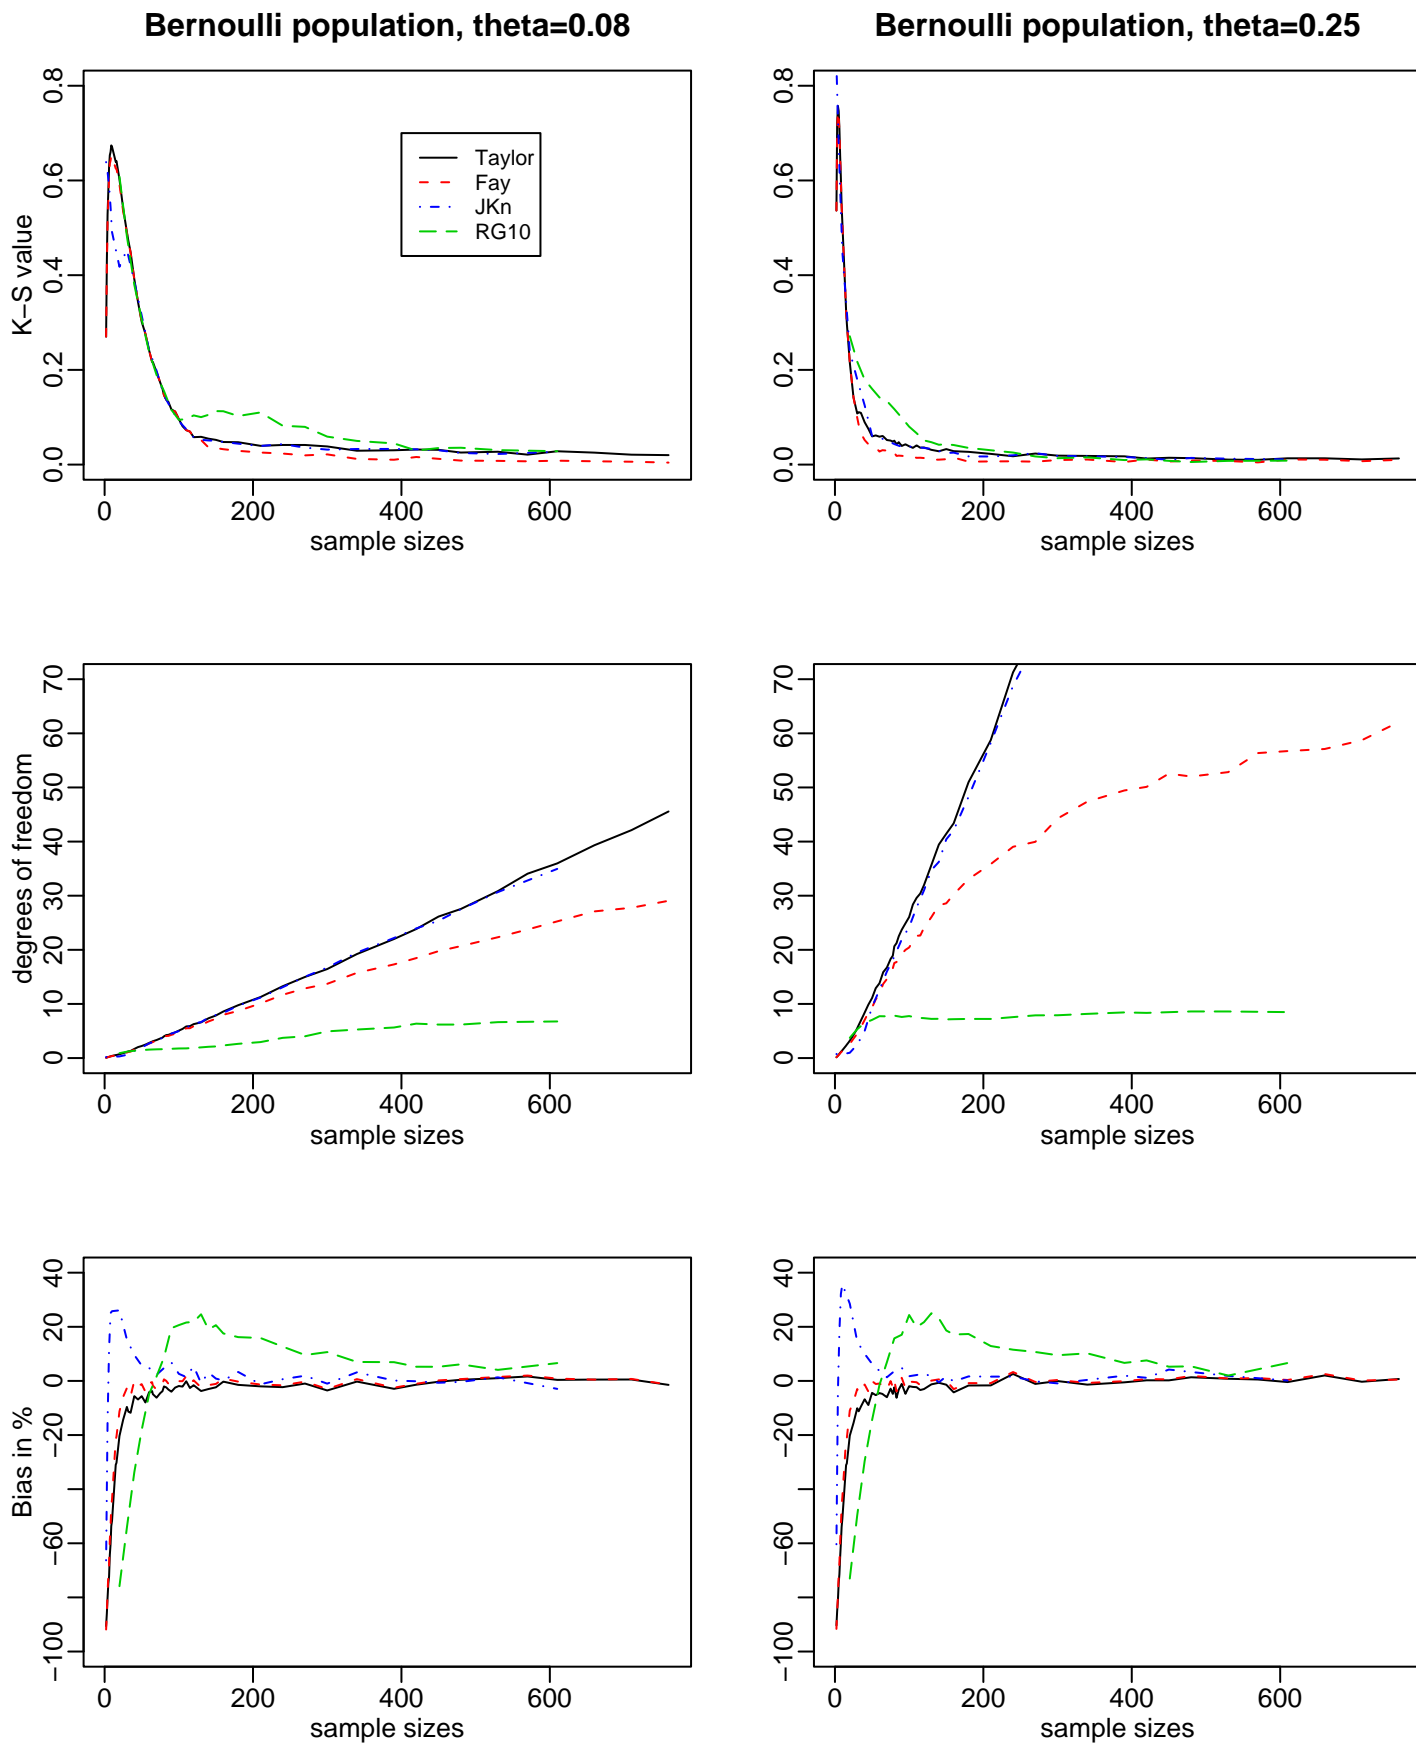 Bernoulli population, theta=0.08
K−S value
0.0 0.2 0.4 0.6 0.8
Taylor
Fay
JKn
RG10
0 200 400 600
sample sizes
Bernoulli population, theta=0.25
0.0 0.2 0.4 0.6 0.8
0 200 400 600
sample sizes
degrees of freedom
0 10 20 30 40 50 60 70
0 200 400 600
sample sizes
0 10 20 30 40 50 60 70
0 200 400 600
sample sizes
Bias in %
−100 −60 −20 0 20 40
0 200 400 600
sample sizes
−100 −60 −20 0 20 40
0 200 400 600
sample sizes